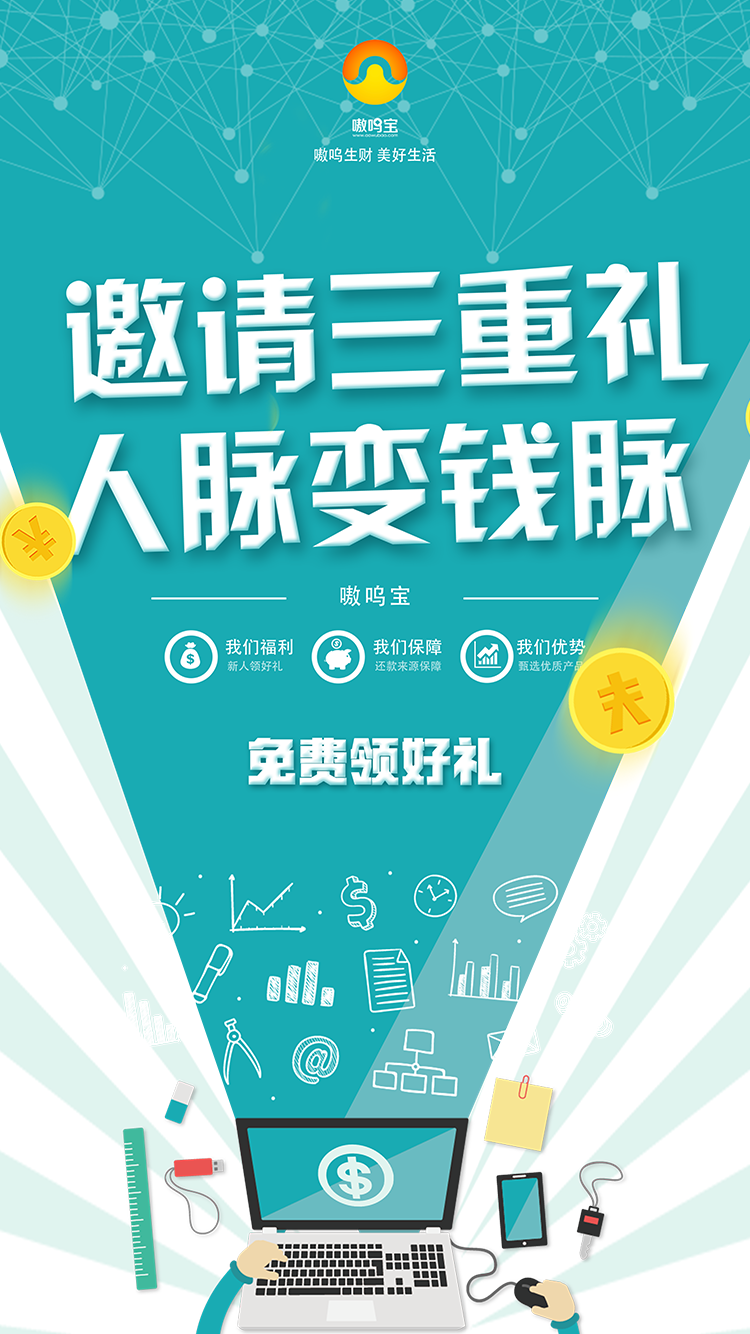 嗷呜宝
嗷呜生财 美好生活
邀请三重礼
人脉变钱脉
嗷呜宝
我们福利
新人领好礼
我们保障
还款来源保障
我们优势
甄选优质产品
免费领好礼